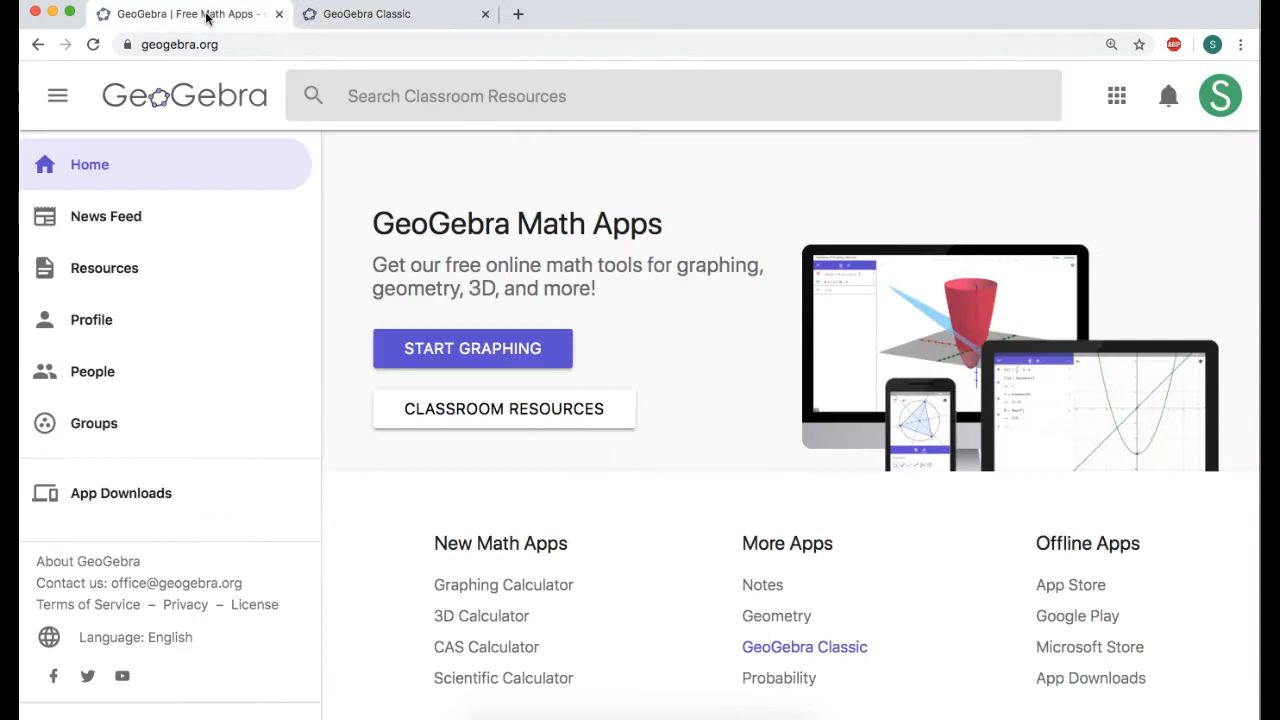 GeoGebra | Free Math Apps -
GeoGebra Classic
geogebra.org
ABP
S
GeoGebra
Search Classroom Resources
S
Home
News Feed
Resources
Profile
People
Groups
App Downloads
About GeoGebra
Contact us: office@geogebra.org
Terms of Service – Privacy – License
Language: English
GeoGebra Math Apps
Get our free online math tools for graphing,
geometry, 3D, and more!
START GRAPHING
CLASSROOM RESOURCES
New Math Apps
Graphing Calculator
3D Calculator
CAS Calculator
Scientific Calculator
More Apps
Notes
Geometry
GeoGebra Classic
Probability
Offline Apps
App Store
Google Play
Microsoft Store
App Downloads